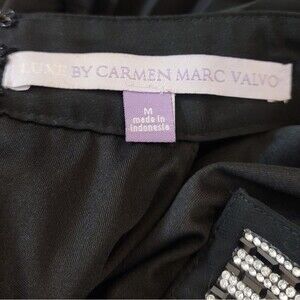 LUXE BY CARMEN MARC VALVO
M
made in
Indonesia